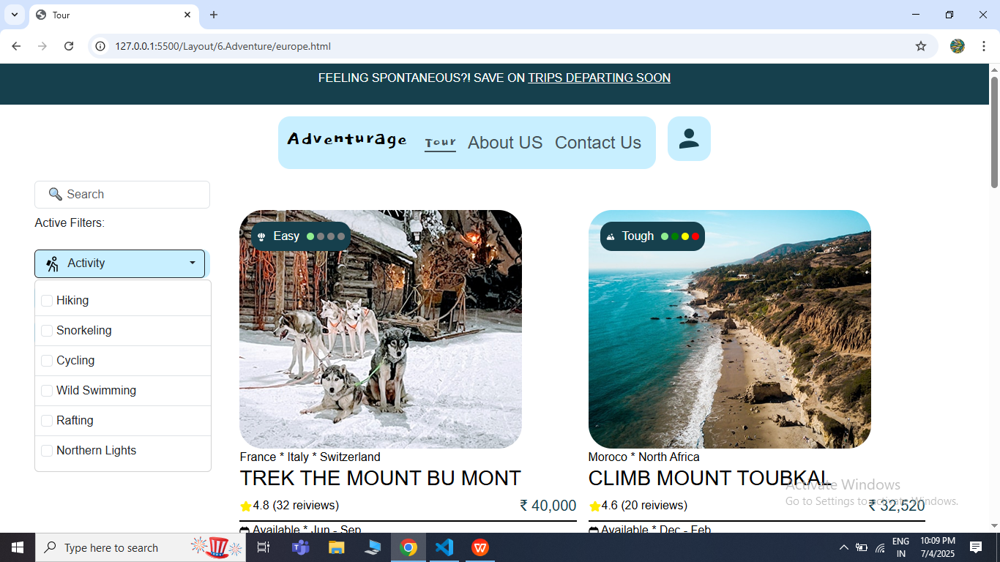 Tour
127.0.0.1:5500/Layout/6.Adventure/europe.html
FEELING SPONTANEOUS?! SAVE ON TRIPS DEPARTING SOON
Adventurage Tour About US Contact Us
Search
Active Filters:
Activity
Hiking
Snorkeling
Cycling
Wild Swimming
Rafting
Northern Lights
Easy
France * Italy * Switzerland
TREK THE MOUNT BU MONT
4.8 (32 reiviews) ₹ 40,000
Available * Jun - Sep
Tough
Moroco * North Africa
CLIMB MOUNT TOUBKAL
4.6 (20 reiviews) ₹ 32,520
Available * Dec - Feb
Activate Windows
Go to Settings to activate Windows.
Type here to search
ENG
IN
10:09 PM
7/4/2025